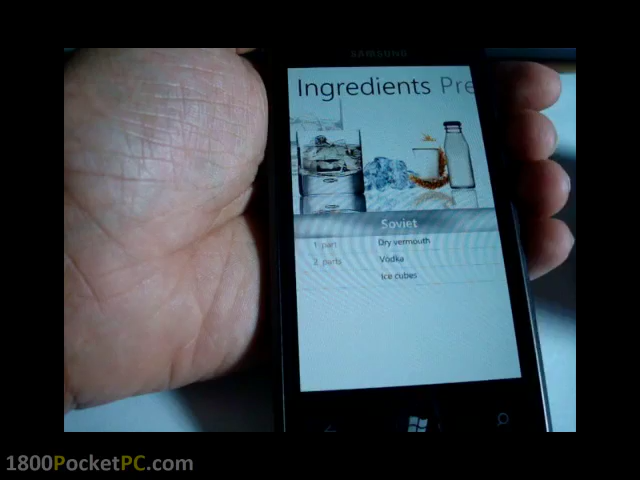 SAMSUNG
Ingredients Pre
Soviet
1 part Dry vermouth
2 parts Vodka
Ice cubes
1800PocketPC.com